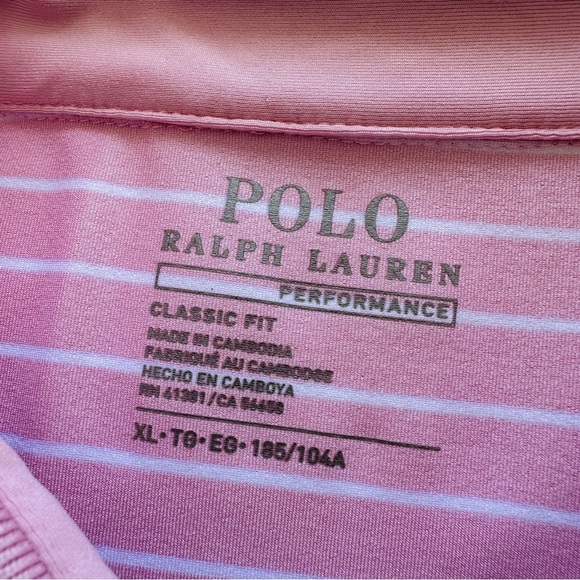 POLO
RALPH LAUREN
PERFORMANCE
CLASSIC FIT
MADE IN CAMBODIA
FABRIQUÉ AU CAMBODGE
HECHO EN CAMBOYA
RN 41381/CA 56658
XL•TG•EG•185/104A